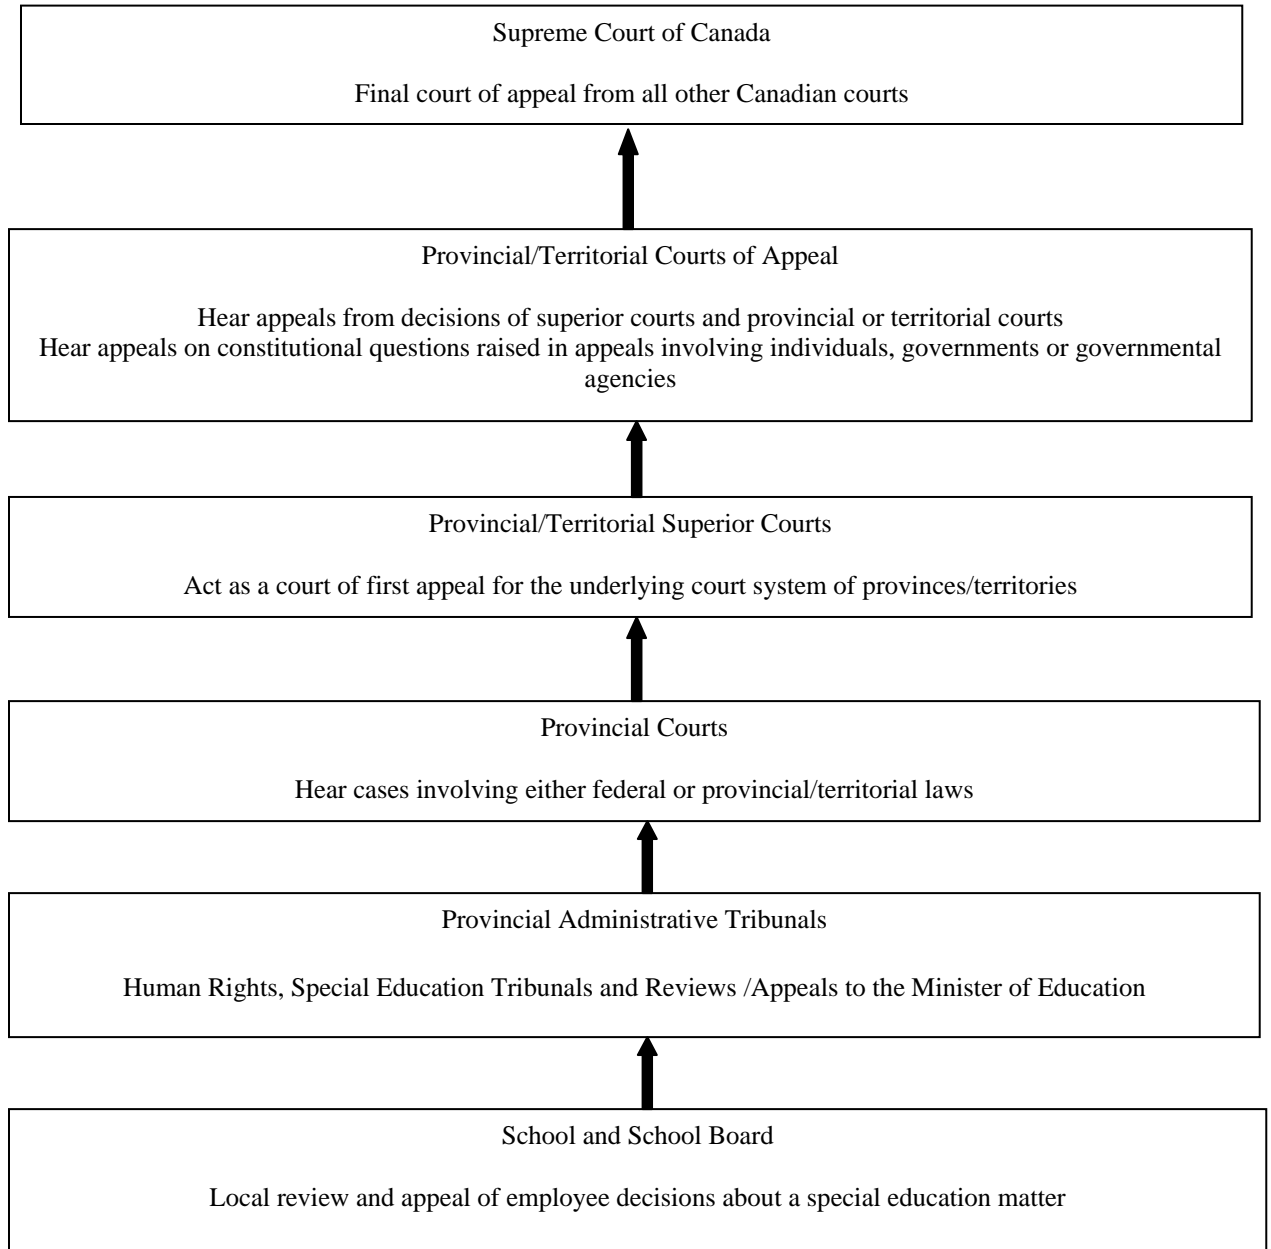 Supreme Court of Canada
Final court of appeal from all other Canadian courts
Provincial/Territorial Courts of Appeal
Hear appeals from decisions of superior courts and provincial or territorial courts
Hear appeals on constitutional questions raised in appeals involving individuals, governments or governmental
agencies
Provincial/Territorial Superior Courts
Act as a court of first appeal for the underlying court system of provinces/territories
Provincial Courts
Hear cases involving either federal or provincial/territorial laws
Provincial Administrative Tribunals
Human Rights, Special Education Tribunals and Reviews /Appeals to the Minister of Education
School and School Board
Local review and appeal of employee decisions about a special education matter